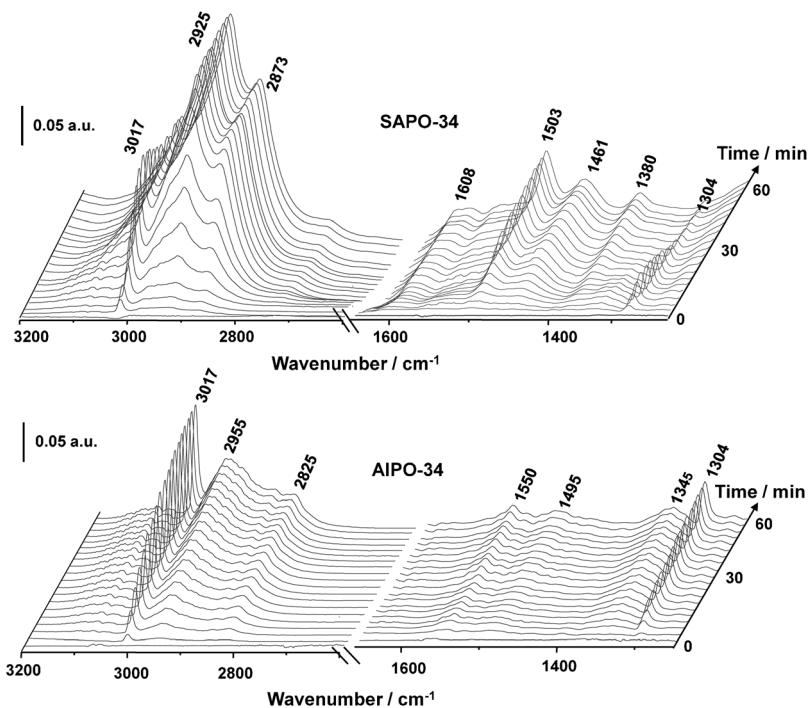 2925
2873
0.05 a.u.
3017
SAPO-34
1503
1461
1380
1608
1304
Time / min
60
30
0
3200 3000 2800 1600 1400
Wavenumber / cm-1
3017
2955
0.05 a.u.
2825
AlPO-34
1550
1495
1345
1304
Time / min
60
30
0
3200 3000 2800 1600 1400
Wavenumber / cm-1